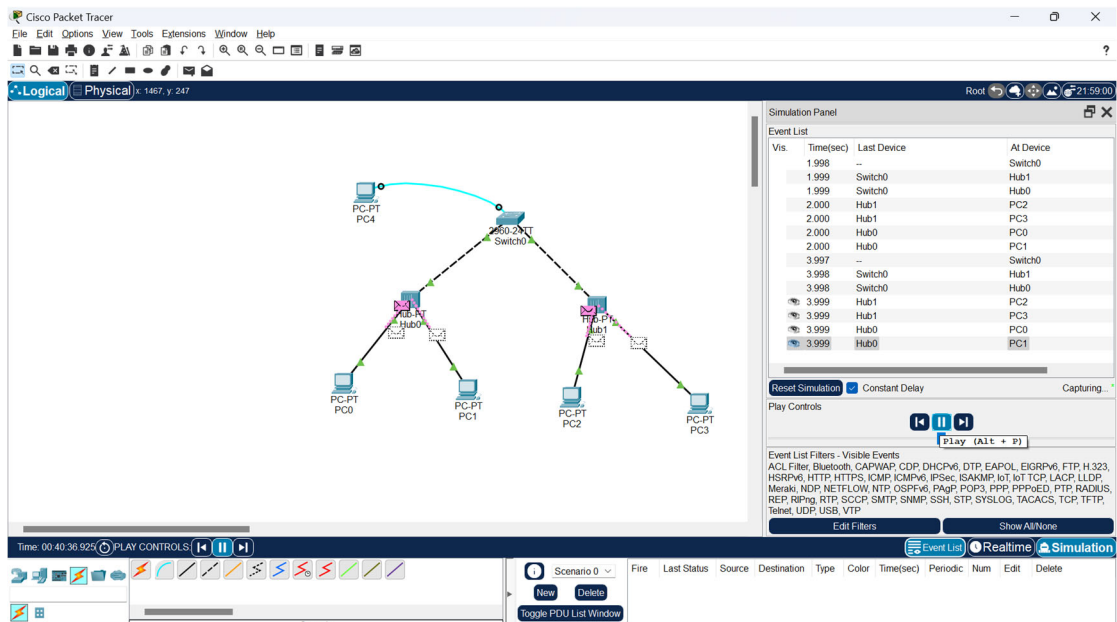 Cisco Packet Tracer
File Edit Options View Tools Extensions Window Help
?
Logical Physical x: 1467, y: 247
Root 21:59:00
PC-PT
PC4
2960-24TT
Switch0
Hub-PT
Hub0
Hub-PT
Hub1
PC-PT
PC0
PC-PT
PC1
PC-PT
PC2
PC-PT
PC3
Simulation Panel
Event List
Vis. Time(sec) Last Device At Device
1.998 -- Switch0
1.999 Switch0 Hub1
1.999 Switch0 Hub0
2.000 Hub1 PC2
2.000 Hub1 PC3
2.000 Hub0 PC0
2.000 Hub0 PC1
3.997 -- Switch0
3.998 Switch0 Hub1
3.998 Switch0 Hub0
3.999 Hub1 PC2
3.999 Hub1 PC3
3.999 Hub0 PC0
3.999 Hub0 PC1
Reset Simulation Constant Delay Capturing...
Play Controls
Play (Alt + P)
Event List Filters - Visible Events
ACL Filter, Bluetooth, CAPWAP, CDP, DHCPv6, DTP, EAPOL, EIGRPv6, FTP, H.323,
HSRPv6, HTTP, HTTPS, ICMP, ICMPv6, IPSec, ISAKMP, IoT, IoT TCP, LACP, LLDP,
Meraki, NDP, NETFLOW, NTP, OSPFv6, PAgP, POP3, PPP, PPPoED, PTP, RADIUS,
REP, RIPng, RTP, SCCP, SMTP, SNMP, SSH, STP, SYSLOG, TACACS, TCP, TFTP,
Telnet, UDP, USB, VTP
Edit Filters Show All/None
Time: 00:40:36.925 PLAY CONTROLS: Event List Realtime Simulation
Scenario 0
New Delete
Toggle PDU List Window
Fire Last Status Source Destination Type Color Time(sec) Periodic Num Edit Delete